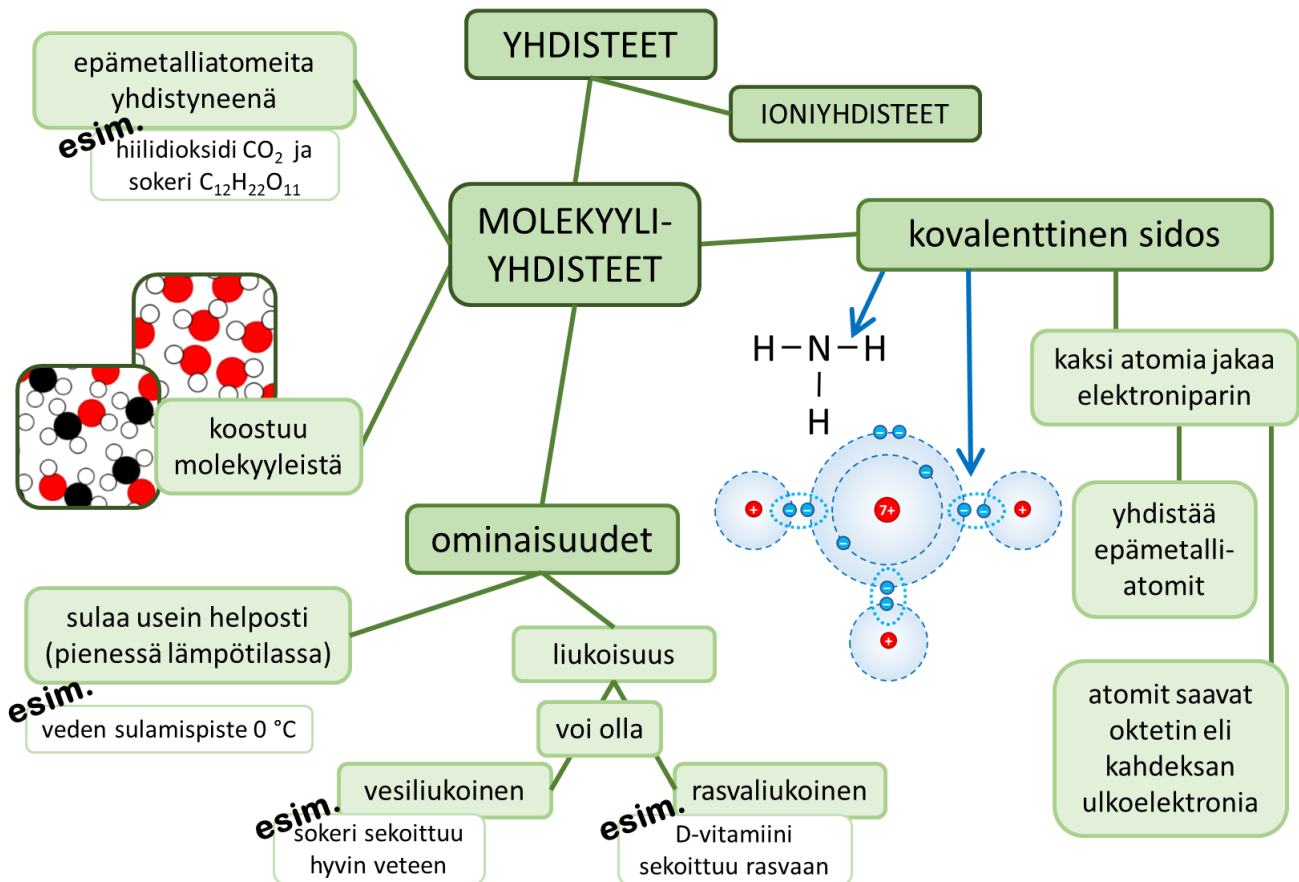 YHDISTEET
IONIYHDISTEET
epämetalliatomeita
yhdistyneenä
esim.
hiilidioksidi CO₂ ja
sokeri C₁₂H₂₂O₁₁
MOLEKYYLI-
YHDISTEET
kovalenttinen sidos
koostuu
molekyyleistä
H–N–H
H
kaksi atomia jakaa
elektroniparin
7+
+
+
+
yhdistää
epämetalli-
atomit
atomit saavat
oktetin eli
kahdeksan
ulkoelektronia
ominaisuudet
sulaa usein helposti
(pienessä lämpötilassa)
esim.
veden sulamispiste 0 °C
liukoisuus
voi olla
vesiliukoinen
esim.
sokeri sekoittuu
hyvin veteen
rasvaliukoinen
esim.
D-vitamiini
sekoittuu rasvaan